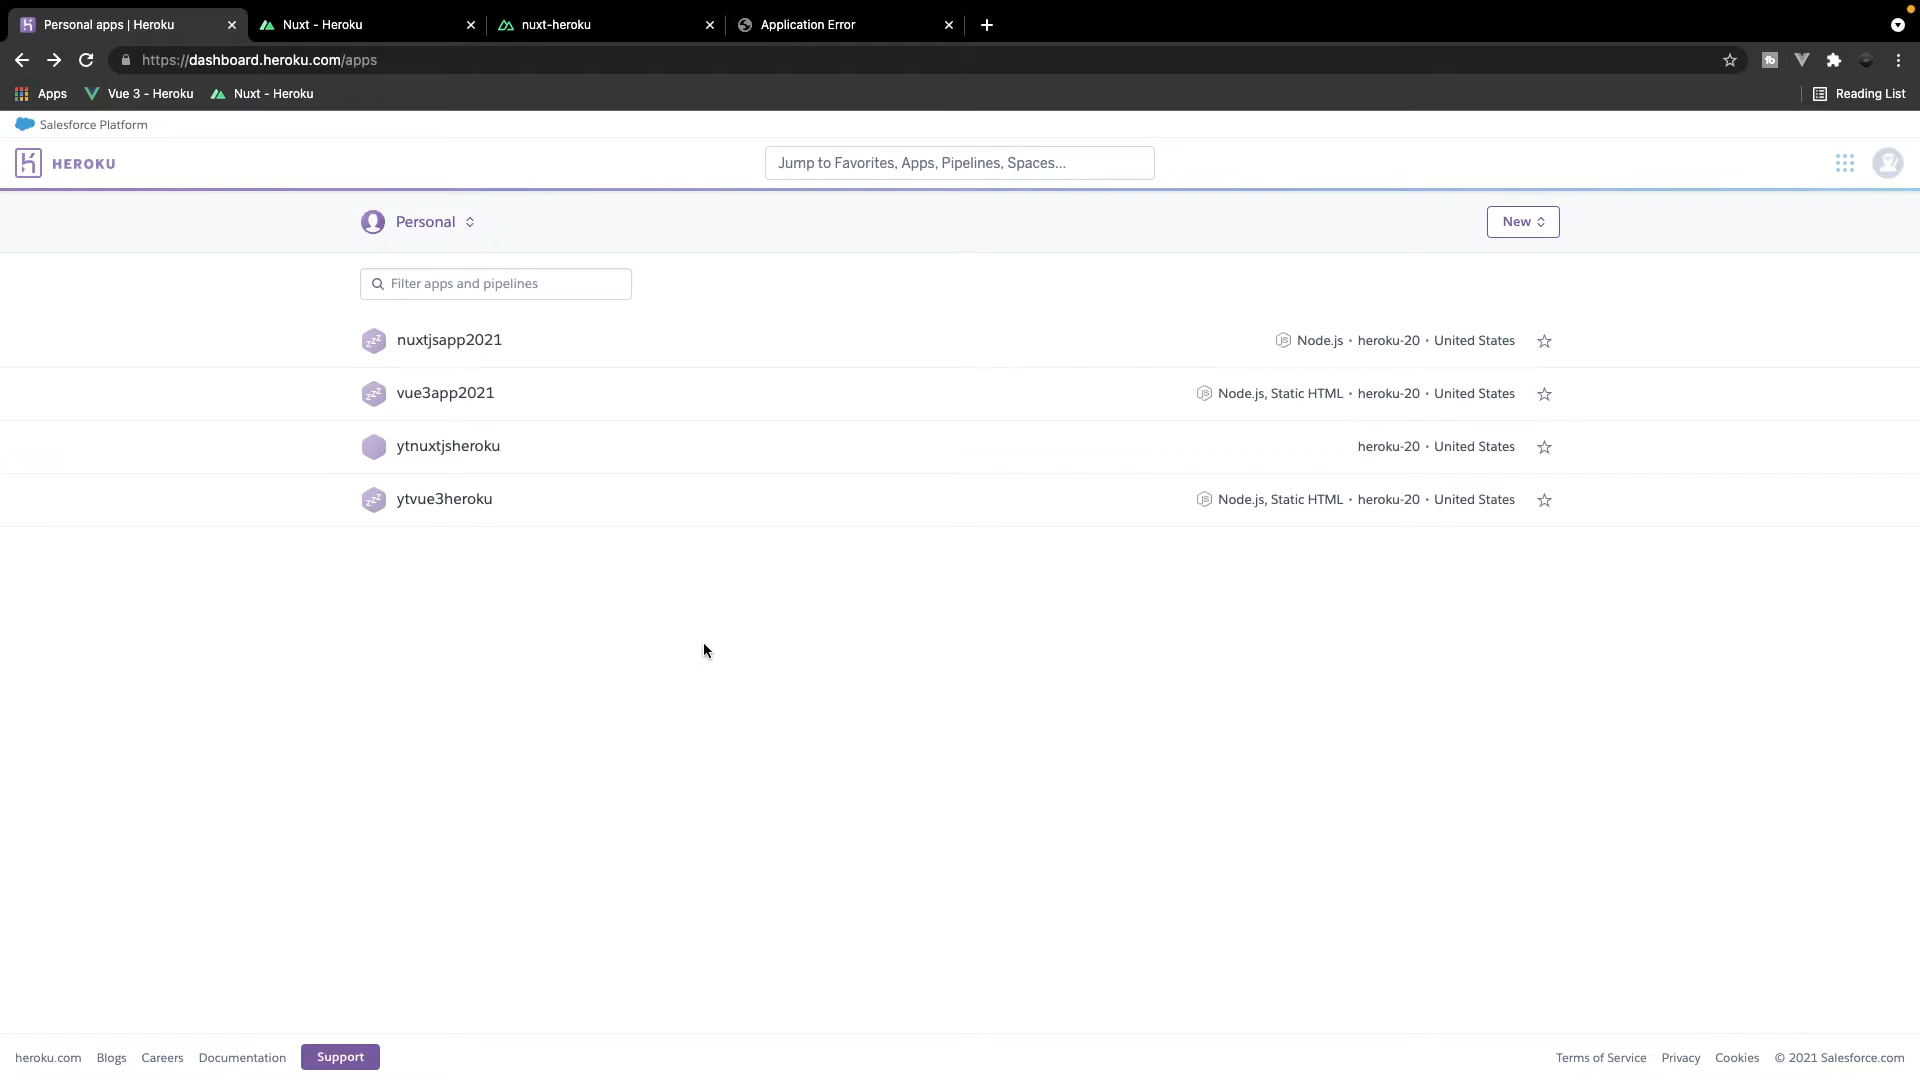 Personal apps | Heroku
Nuxt - Heroku
nuxt-heroku
Application Error
https://dashboard.heroku.com/apps
Apps
Vue 3 - Heroku
Nuxt - Heroku
Reading List
Salesforce Platform
HEROKU
Jump to Favorites, Apps, Pipelines, Spaces...
Personal
New
Filter apps and pipelines
nuxtjsapp2021
Node.js • heroku-20 • United States
vue3app2021
Node.js, Static HTML • heroku-20 • United States
ytnuxtjsheroku
heroku-20 • United States
ytvue3heroku
Node.js, Static HTML • heroku-20 • United States
heroku.com Blogs Careers Documentation Support
Terms of Service Privacy Cookies © 2021 Salesforce.com